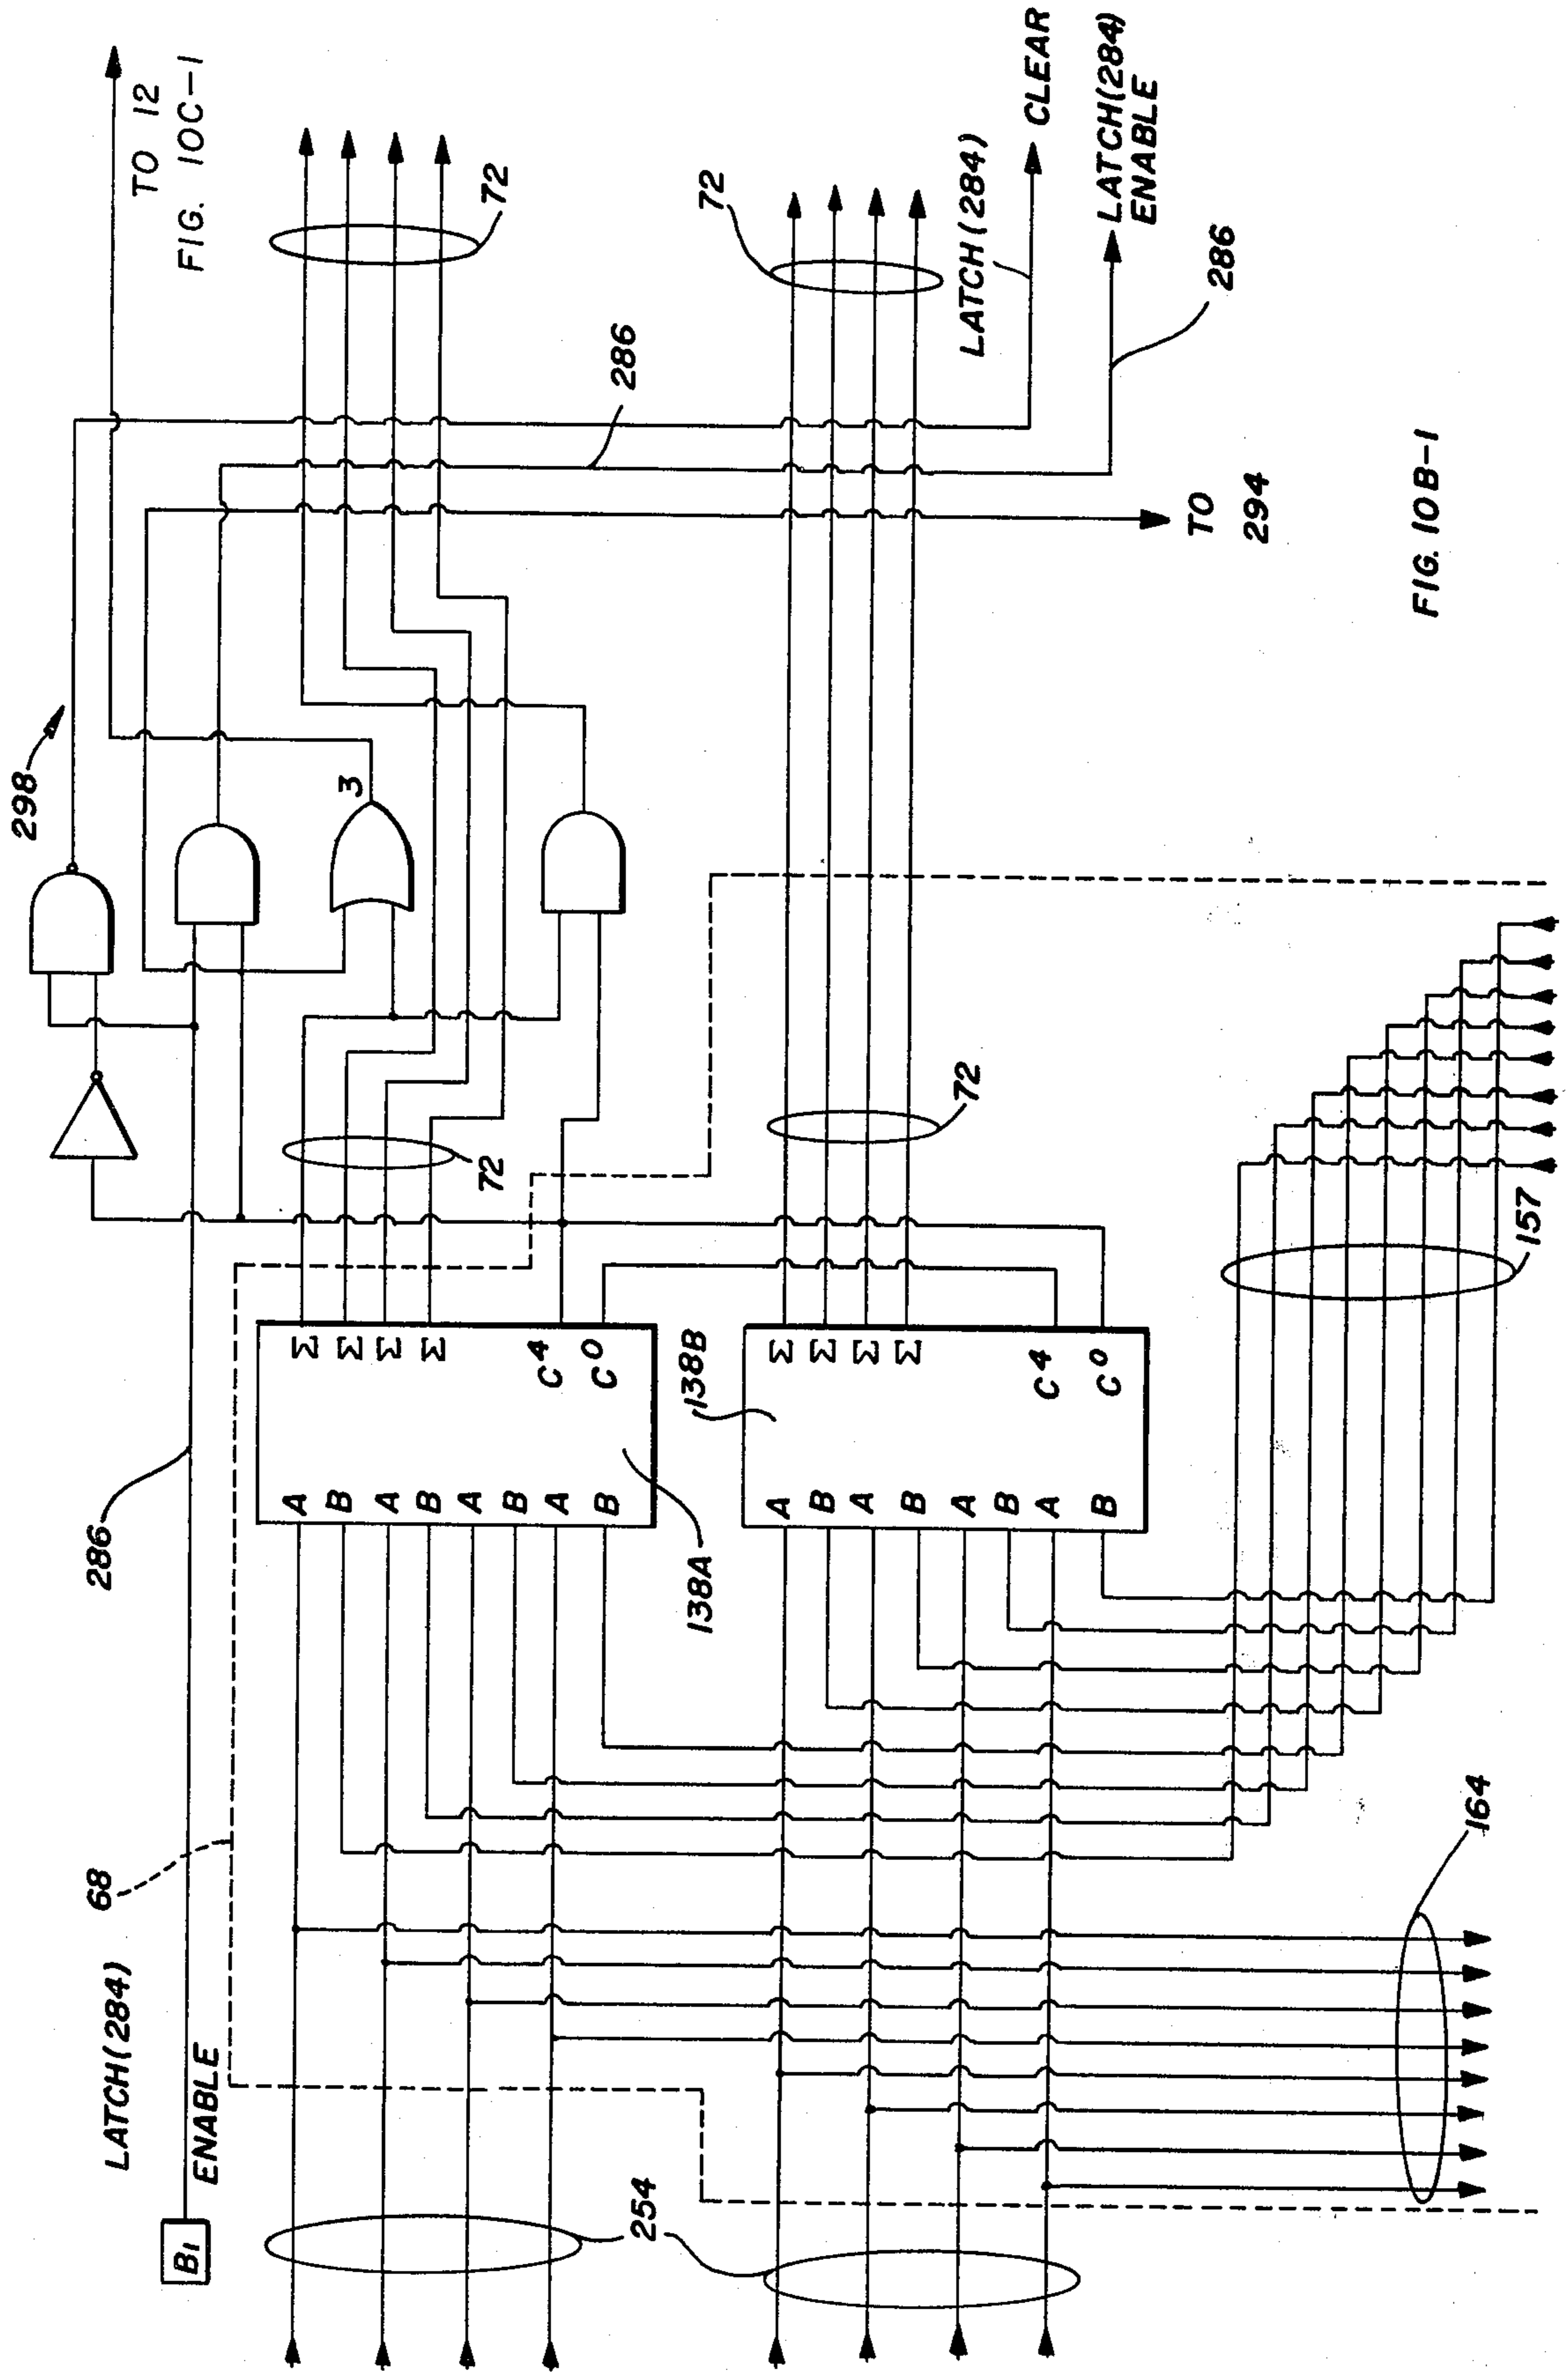 298
TO 12
FIG. 10C-1
3
72
286
72
72
72
LATCH(284)
CLEAR
LATCH(284)
ENABLE
286
TO
294
286
68
LATCH(284)
ENABLE
B1
254
A
B
A
B
A
B
A
B
Σ
Σ
Σ
Σ
C4
C0
138A
138B
A
B
A
B
A
B
A
B
Σ
Σ
Σ
Σ
C4
C0
157
164
FIG. 10B-1